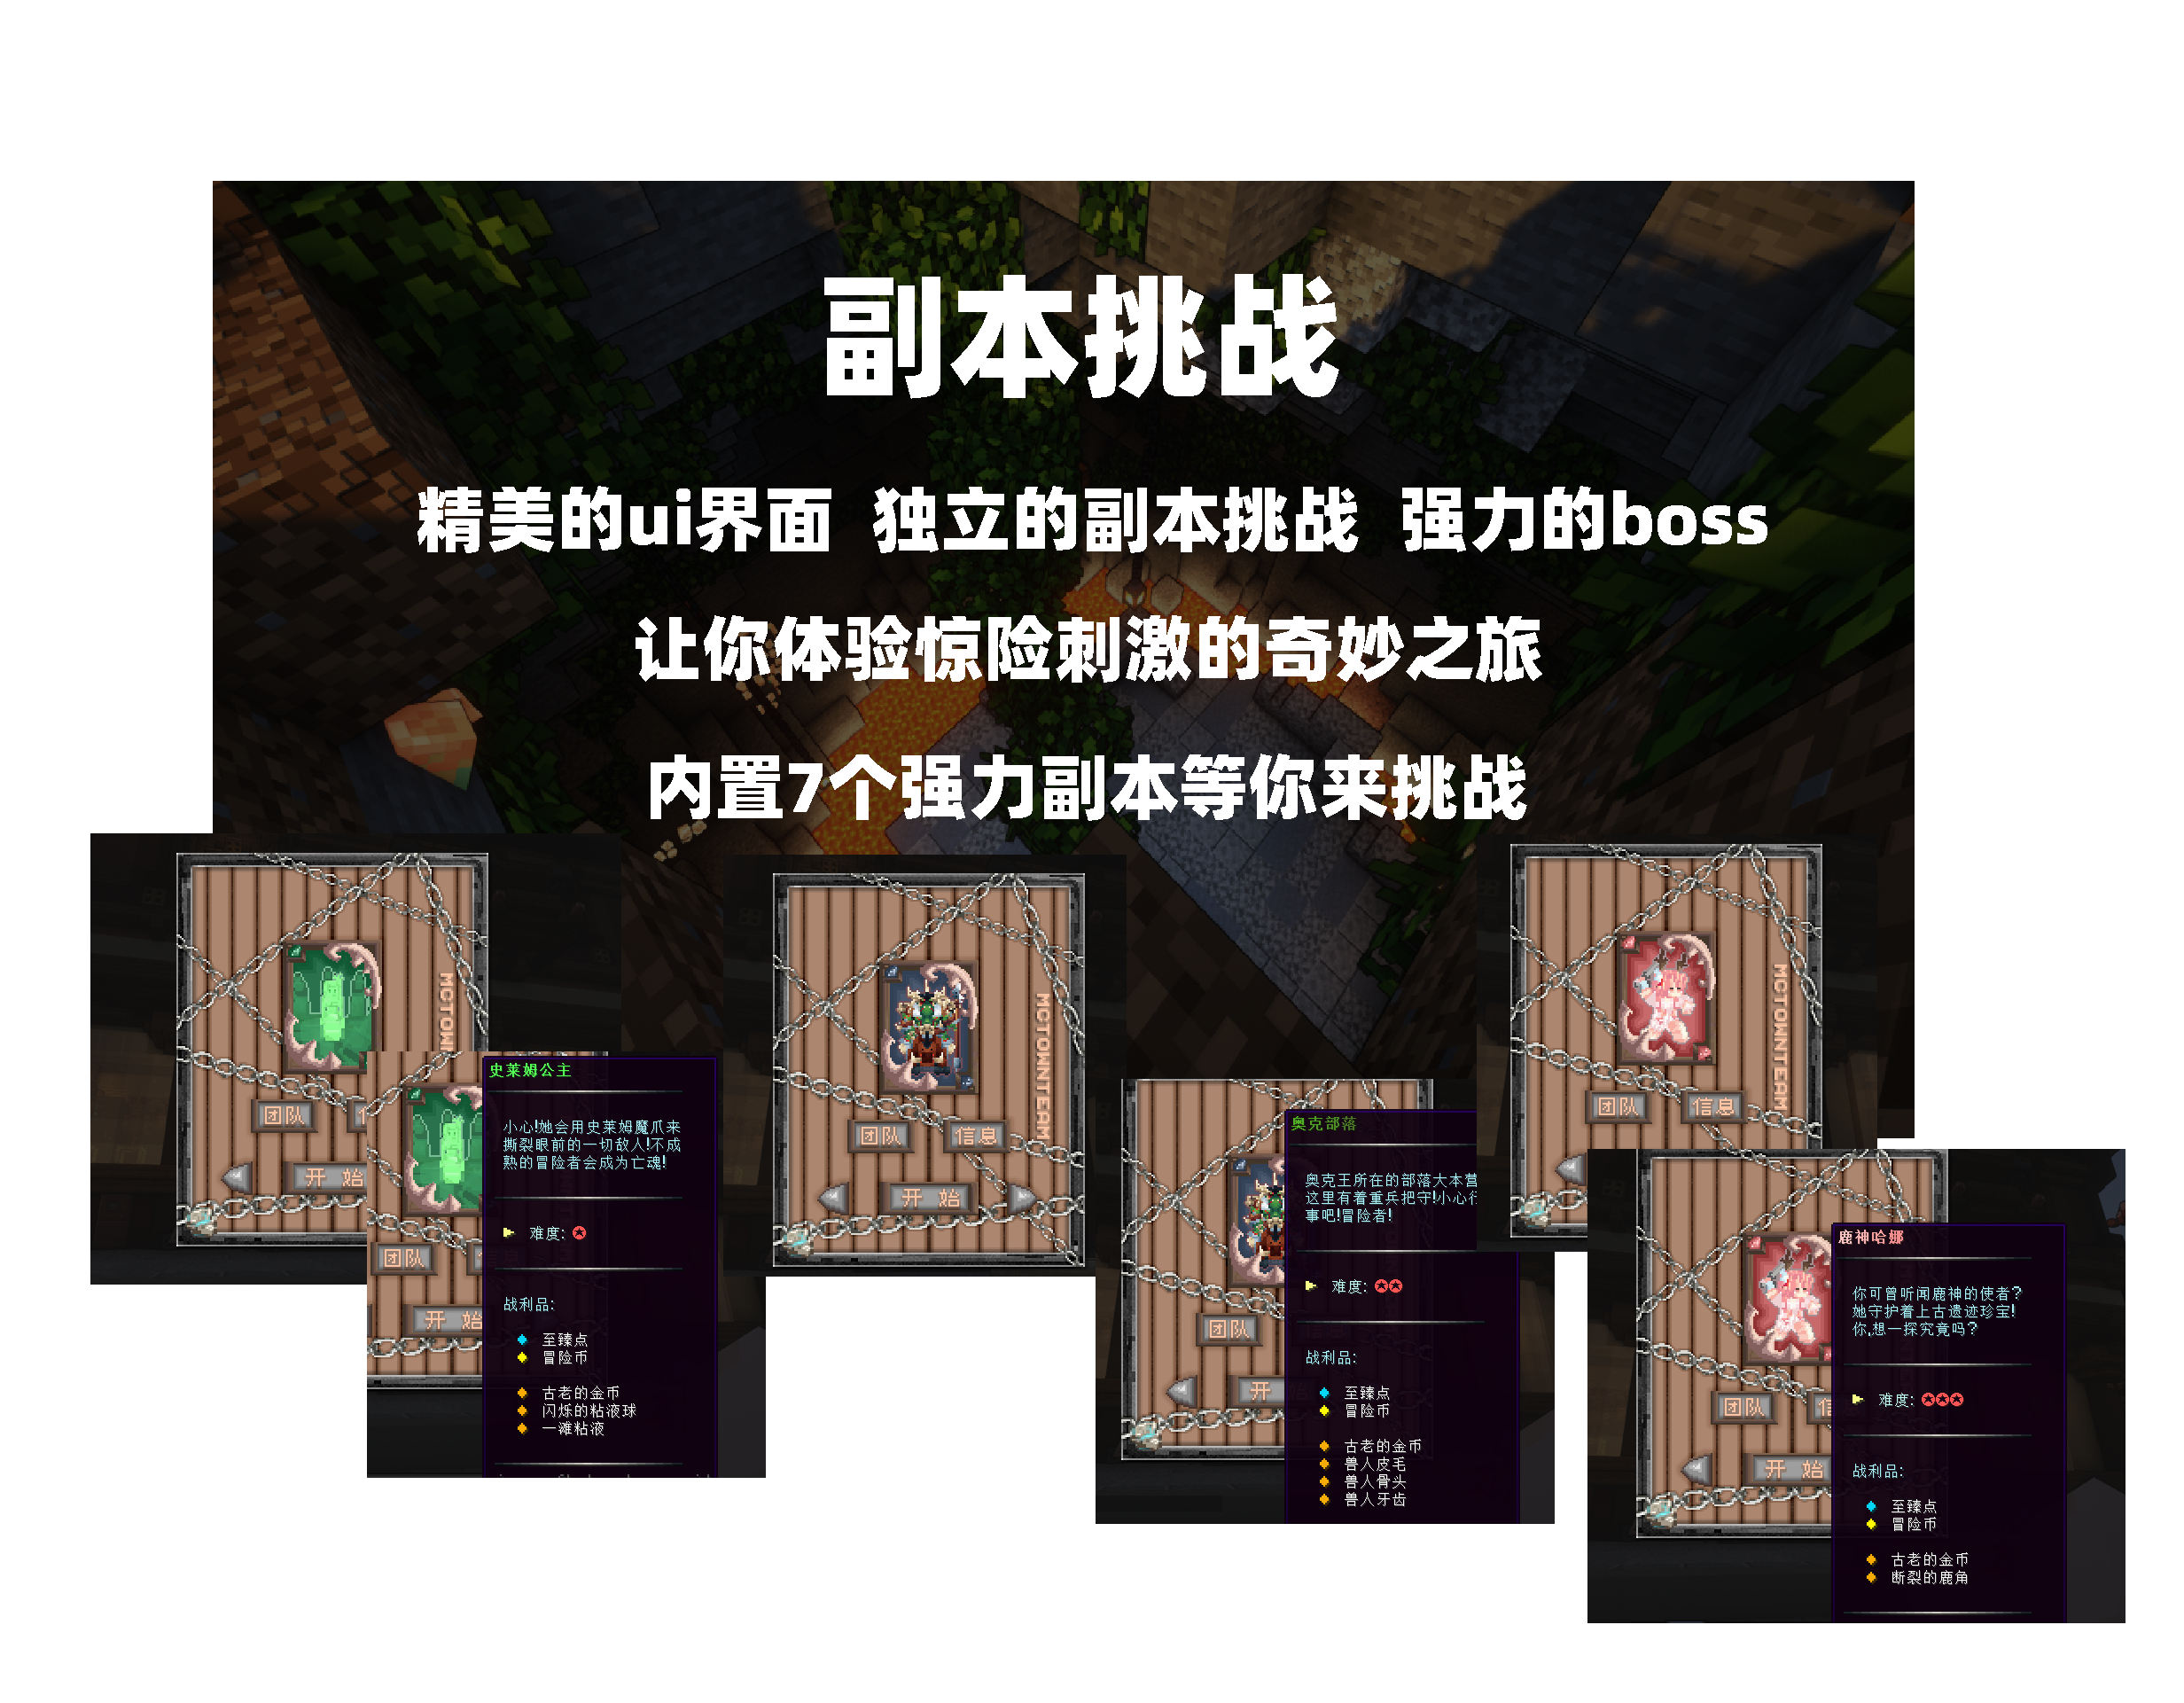 副本挑战
精美的ui界面 独立的副本挑战 强力的boss
让你体验惊险刺激的奇妙之旅
内置7个强力副本等你来挑战
MCTOWN
团队
开 始
团队
开 始
史莱姆公主
小心!她会用史莱姆魔爪来
撕裂眼前的一切敌人!不成
熟的冒险者会成为亡魂!
难度:
战利品:
至臻点
冒险币
古老的金币
闪烁的粘液球
一滩粘液
MCTOWNTEAM
团队 信息
开 始
团队
开
奥克部落
奥克王所在的部落大本营
这里有着重兵把守!小心行
事吧!冒险者!
难度:
战利品:
至臻点
冒险币
古老的金币
兽人皮毛
兽人骨头
兽人牙齿
MCTOWNTEAM
团队 信息
团队
开 始
鹿神哈娜
你可曾听闻鹿神的使者?
她守护着上古遗迹珍宝!
你,想一探究竟吗?
难度:
战利品:
至臻点
冒险币
古老的金币
断裂的鹿角